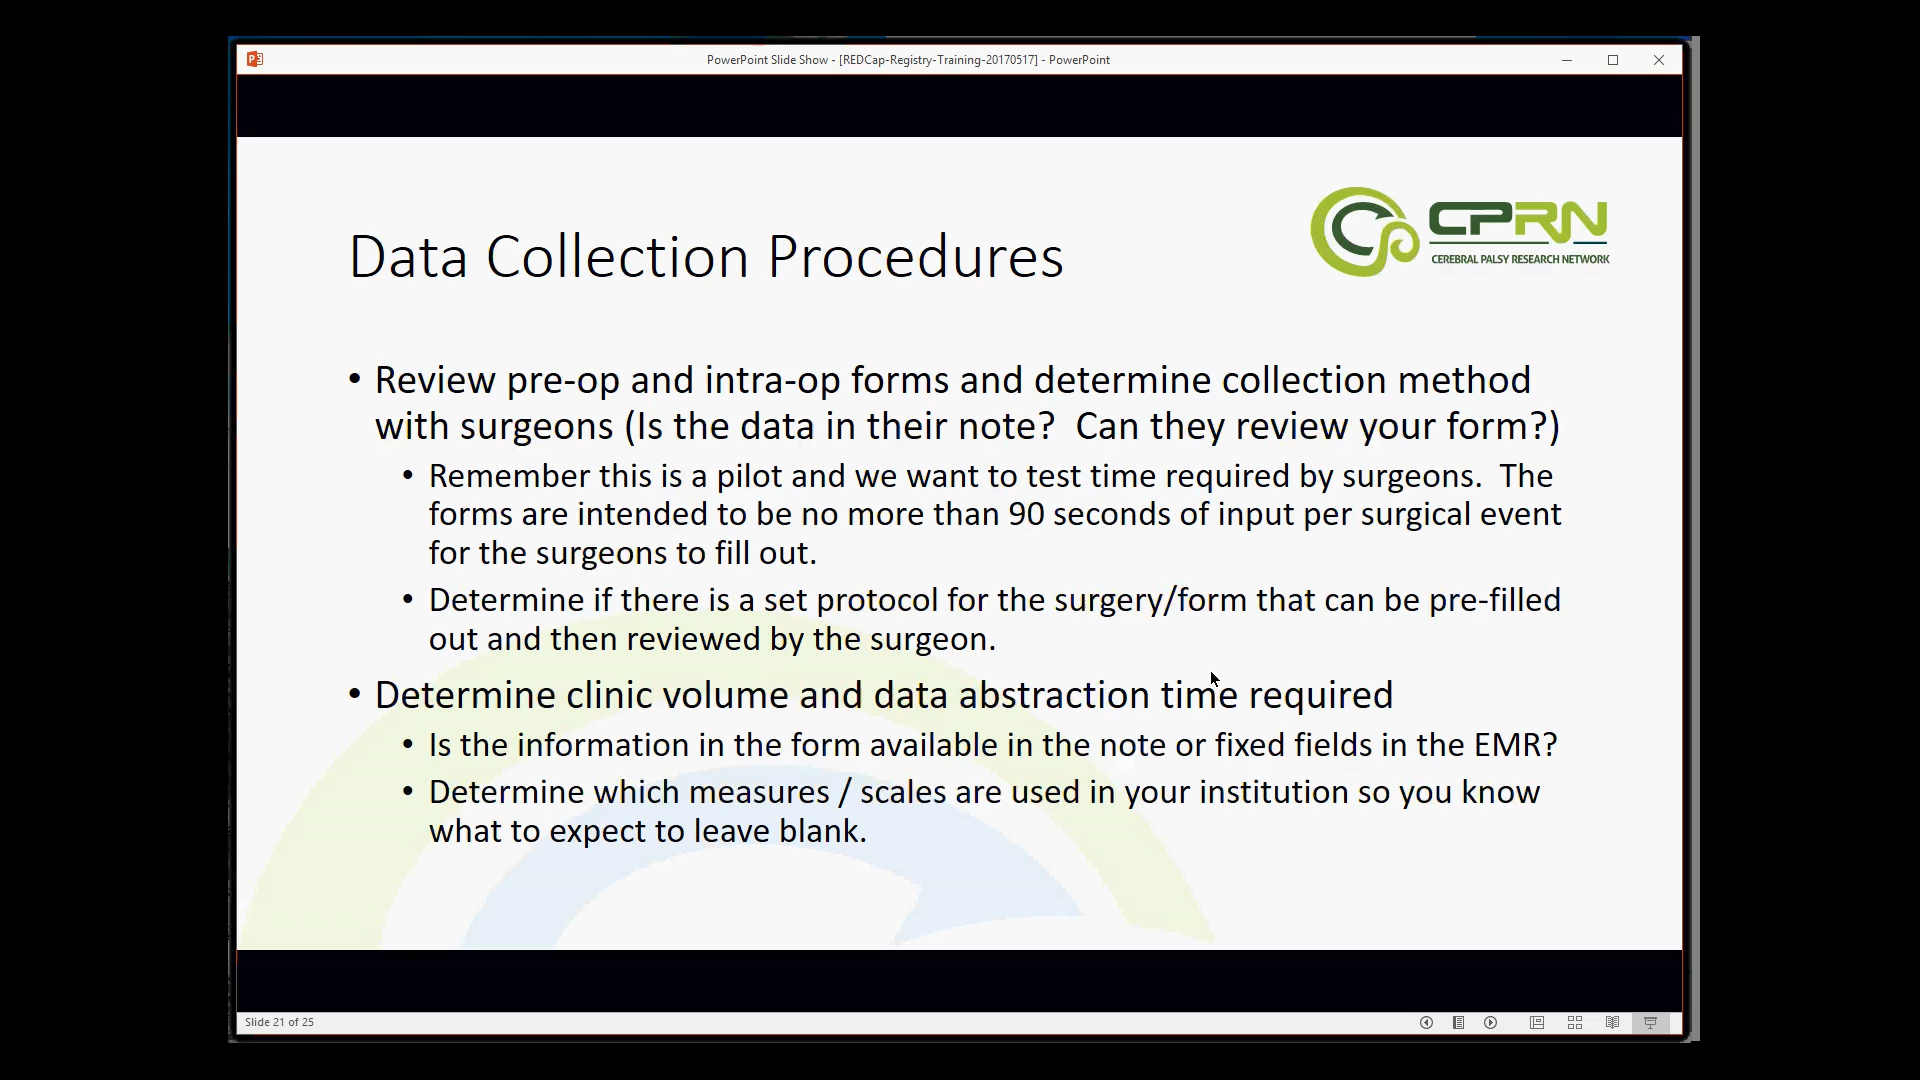 PowerPoint Slide Show - [REDCap-Registry-Training-20170517] - PowerPoint
CPRN
CEREBRAL PALSY RESEARCH NETWORK
Data Collection Procedures
• Review pre-op and intra-op forms and determine collection method
with surgeons (Is the data in their note?  Can they review your form?)
• Remember this is a pilot and we want to test time required by surgeons.  The
forms are intended to be no more than 90 seconds of input per surgical event
for the surgeons to fill out.
• Determine if there is a set protocol for the surgery/form that can be pre-filled
out and then reviewed by the surgeon.
• Determine clinic volume and data abstraction time required
• Is the information in the form available in the note or fixed fields in the EMR?
• Determine which measures / scales are used in your institution so you know
what to expect to leave blank.
Slide 21 of 25